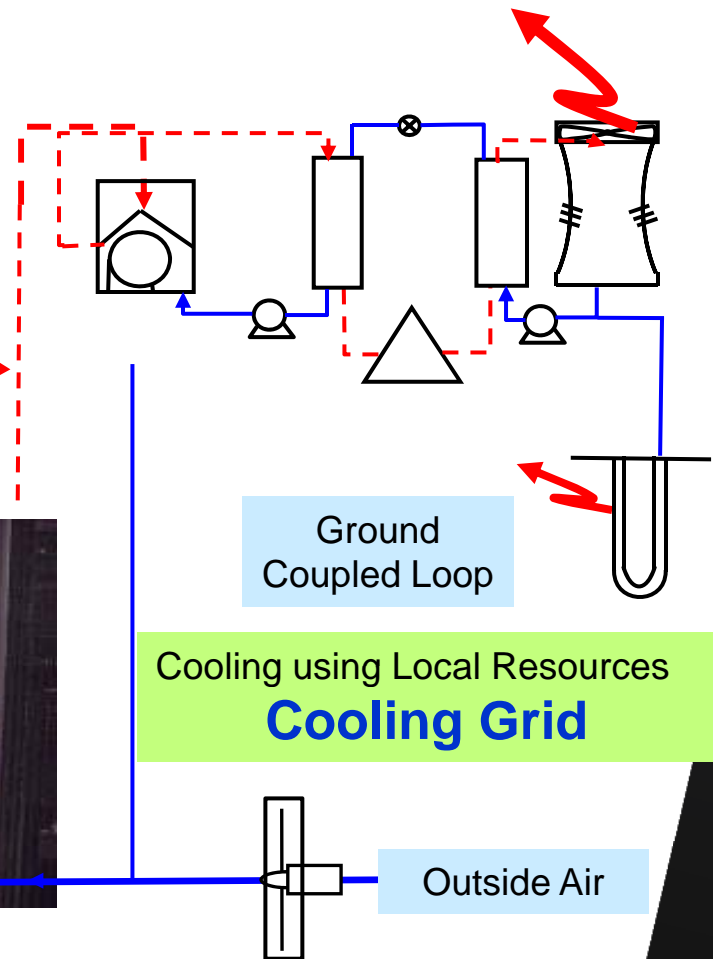 Ground
Coupled Loop
Cooling using Local Resources
Cooling Grid
Outside Air